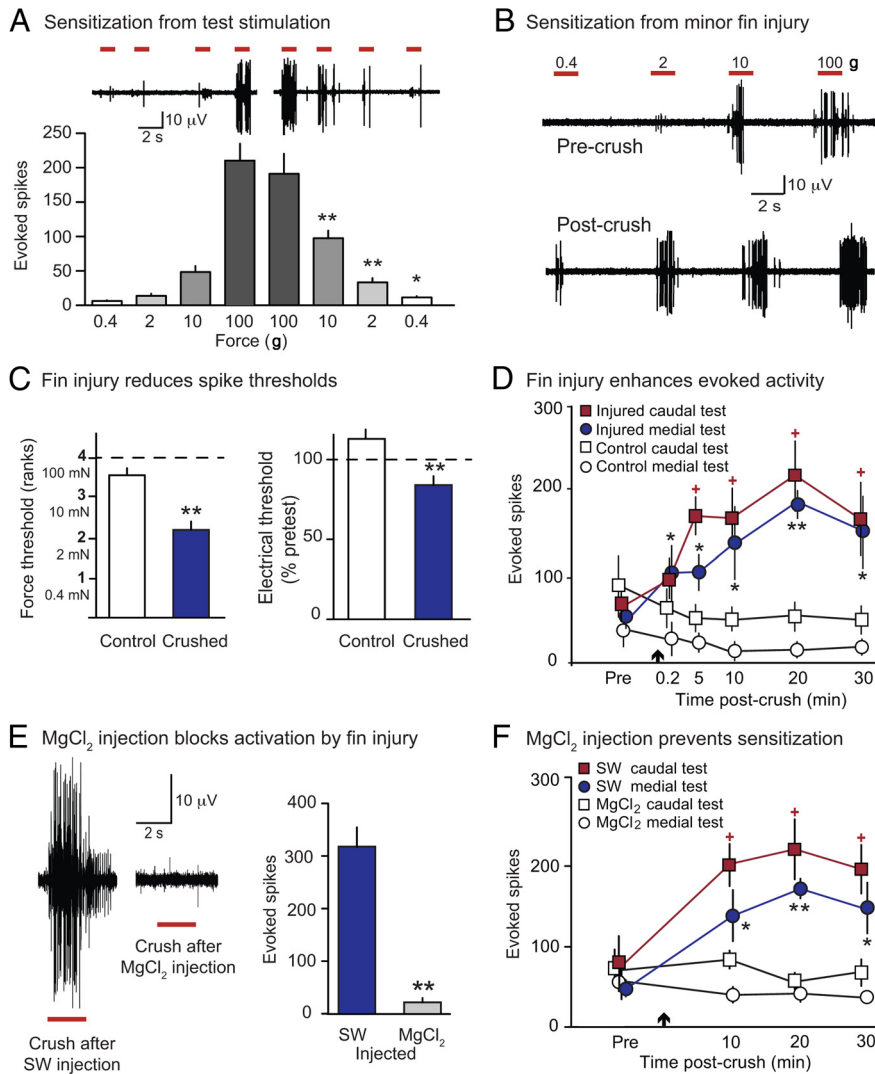 A Sensitization from test stimulation
10 µV
2 s
Evoked spikes
250
200
150
100
50
0
**
**
*
0.4 2 10 100 100 10 2 0.4
Force (g)
B Sensitization from minor fin injury
0.4 2 10 100 g
Pre-crush
10 µV
2 s
Post-crush
C Fin injury reduces spike thresholds
Force threshold (ranks)
4
100 mN
3
10 mN
2
2 mN
1
0.4 mN
**
Control Crushed
Electrical threshold
(% pretest)
100
50
0
**
Control Crushed
D Fin injury enhances evoked activity
Injured caudal test
Injured medial test
Control caudal test
Control medial test
Evoked spikes
300
200
100
0
+ + + +
* * * ** *
Pre 0.2 5 10 20 30
Time post-crush (min)
E MgCl2 injection blocks activation by fin injury
10 µV
2 s
Crush after
MgCl2 injection
Crush after
SW injection
Evoked spikes
400
300
200
100
0
**
SW MgCl2
Injected
F MgCl2 injection prevents sensitization
SW caudal test
SW medial test
MgCl2 caudal test
MgCl2 medial test
Evoked spikes
300
200
100
0
+ + +
* ** *
Pre 10 20 30
Time post-crush (min)